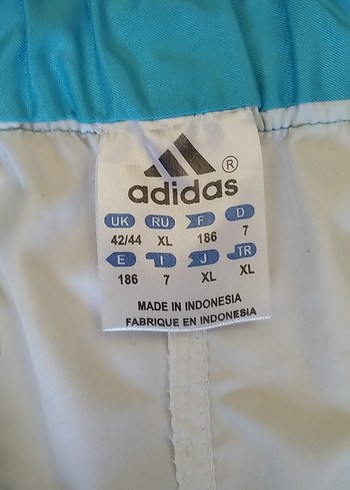 ®
adidas
UK RU F D
42/44 XL 186 7
E I J TR
186 7 XL XL
MADE IN INDONESIA
FABRIQUE EN INDONESIA